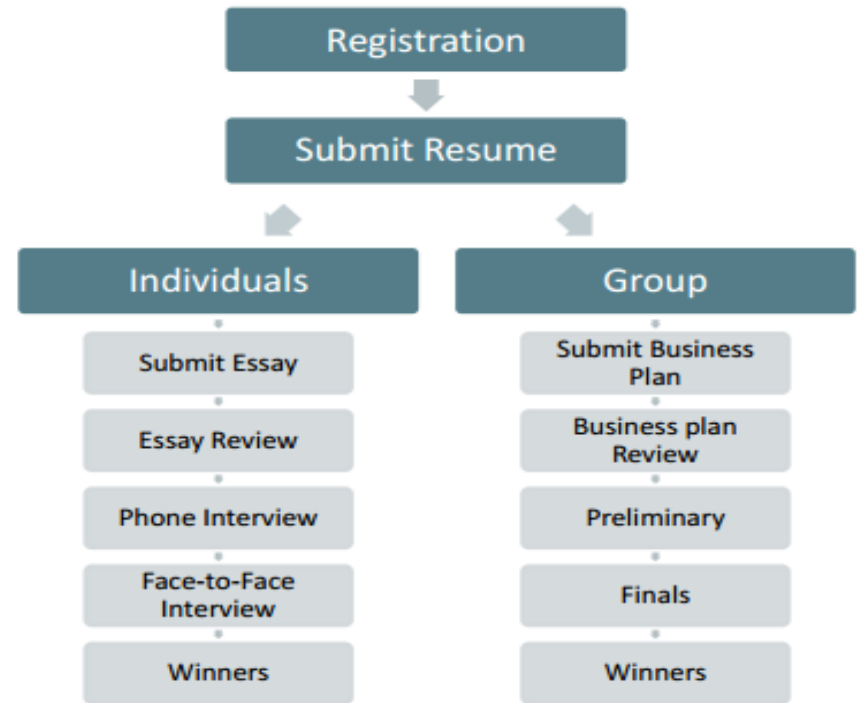 Registration
Submit Resume
Individuals
Submit Essay
Essay Review
Phone Interview
Face-to-Face
Interview
Winners
Group
Submit Business
Plan
Business plan
Review
Preliminary
Finals
Winners